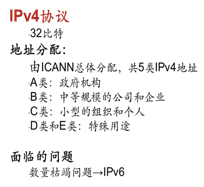 IPv4协议
·32比特
地址分配：
由ICANN总体分配，共5类IPv4地址
·A类：政府机构
·B类：中等规模的公司和企业
·C类：小型的组织和个人
·D类和E类：特殊用途
面临的问题
数量枯竭问题→IPv6